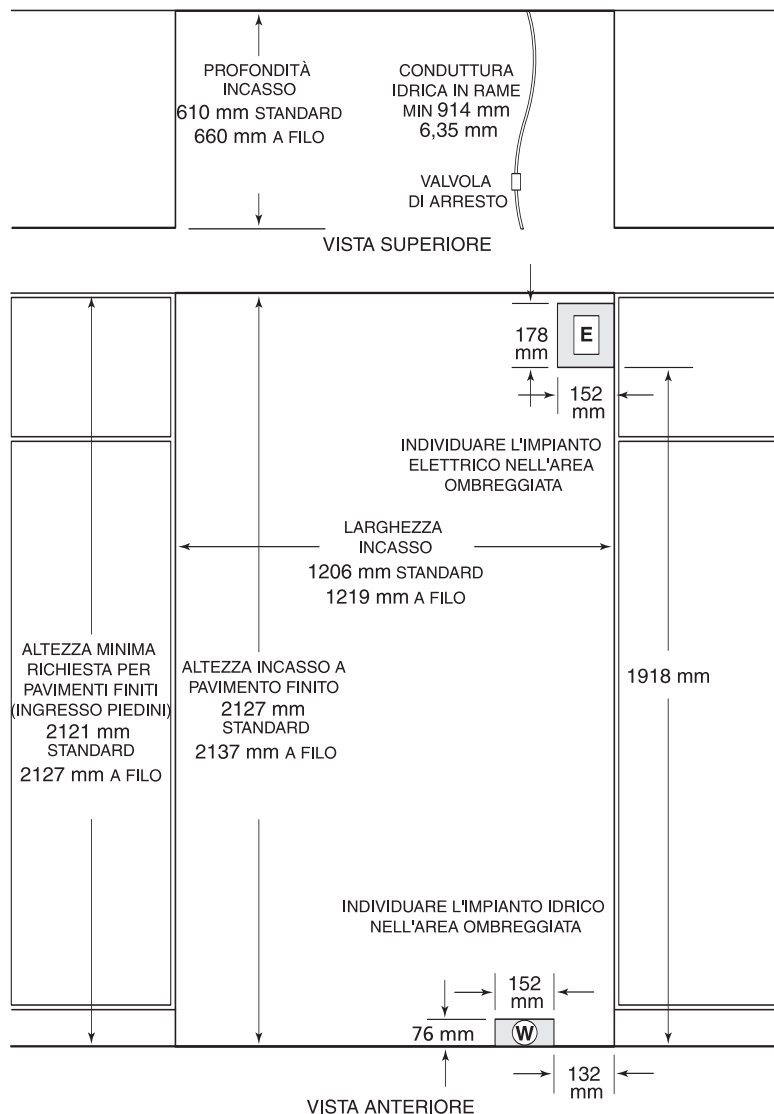 PROFONDITÀ
INCASSO
610 mm STANDARD
660 mm A FILO
CONDUTTURA
IDRICA IN RAME
MIN 914 mm
6,35 mm
VALVOLA
DI ARRESTO
VISTA SUPERIORE
178
mm
E
152
mm
INDIVIDUARE L'IMPIANTO
ELETTRICO NELL'AREA
OMBREGGIATA
LARGHEZZA
INCASSO
1206 mm STANDARD
1219 mm A FILO
ALTEZZA MINIMA
RICHIESTA PER
PAVIMENTI FINITI
(INGRESSO PIEDINI)
2121 mm
STANDARD
2127 mm A FILO
ALTEZZA INCASSO A
PAVIMENTO FINITO
2127 mm
STANDARD
2137 mm A FILO
1918 mm
INDIVIDUARE L'IMPIANTO IDRICO
NELL'AREA OMBREGGIATA
152
mm
76 mm
W
132
mm
VISTA ANTERIORE